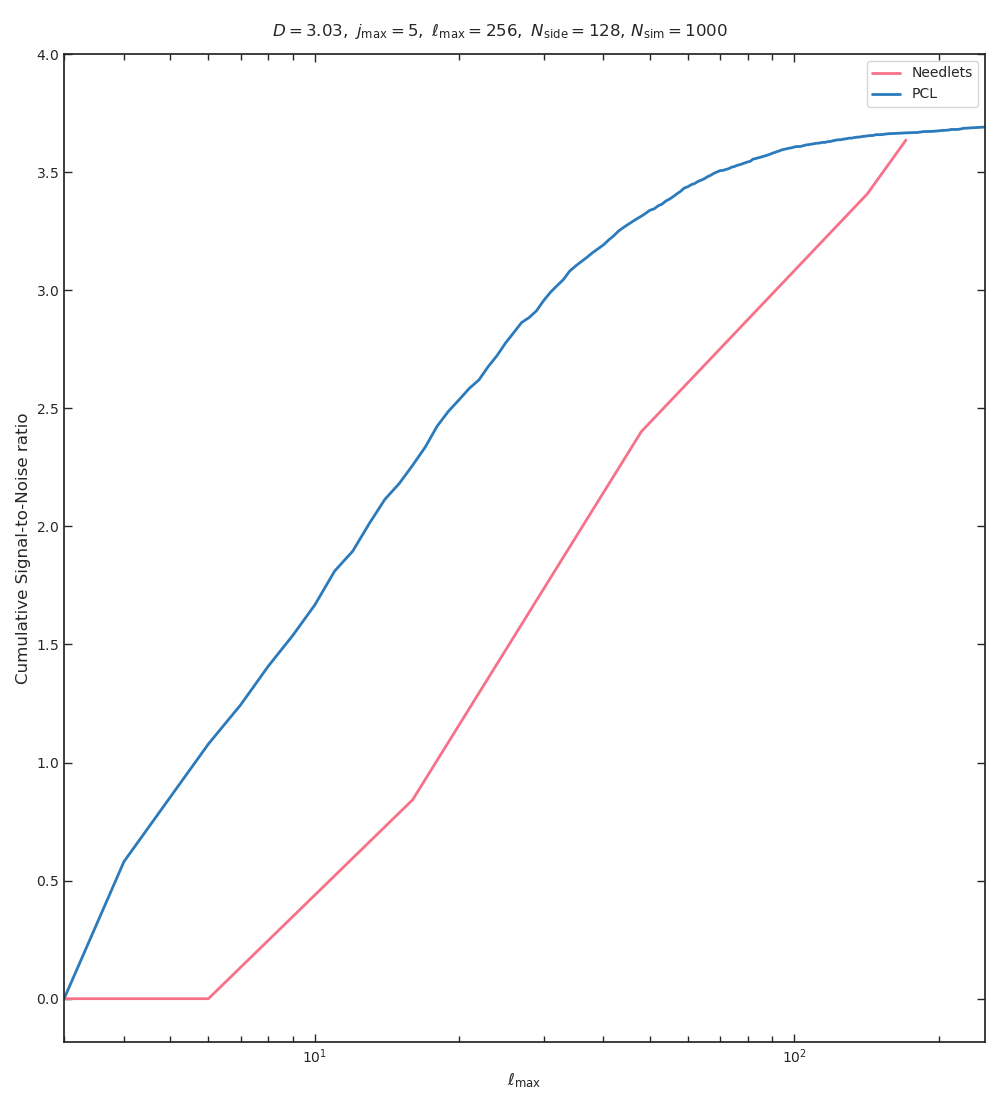 D = 3.03, j_max = 5, ℓ_max = 256, N_side = 128, N_sim = 1000
Needlets
PCL
Cumulative Signal-to-Noise ratio
4.0
3.5
3.0
2.5
2.0
1.5
1.0
0.5
0.0
10^1
10^2
ℓ_max